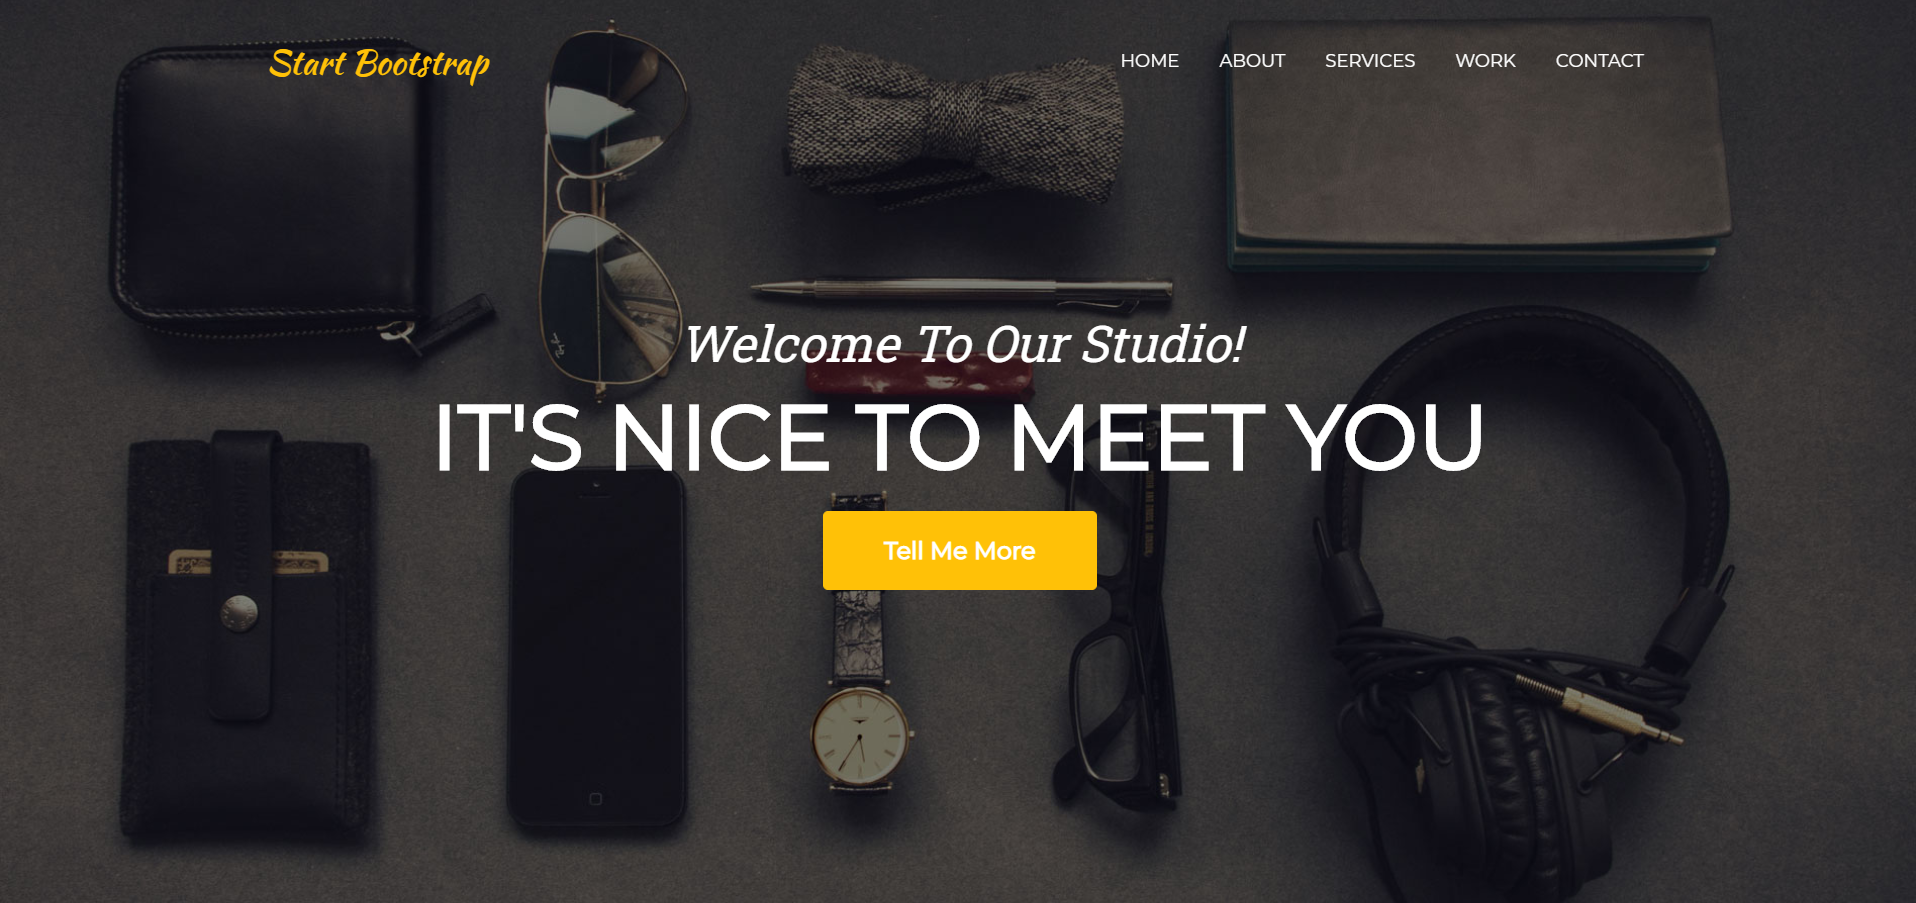 Start Bootstrap
HOME ABOUT SERVICES WORK CONTACT
Welcome To Our Studio!
IT'S NICE TO MEET YOU
Tell Me More